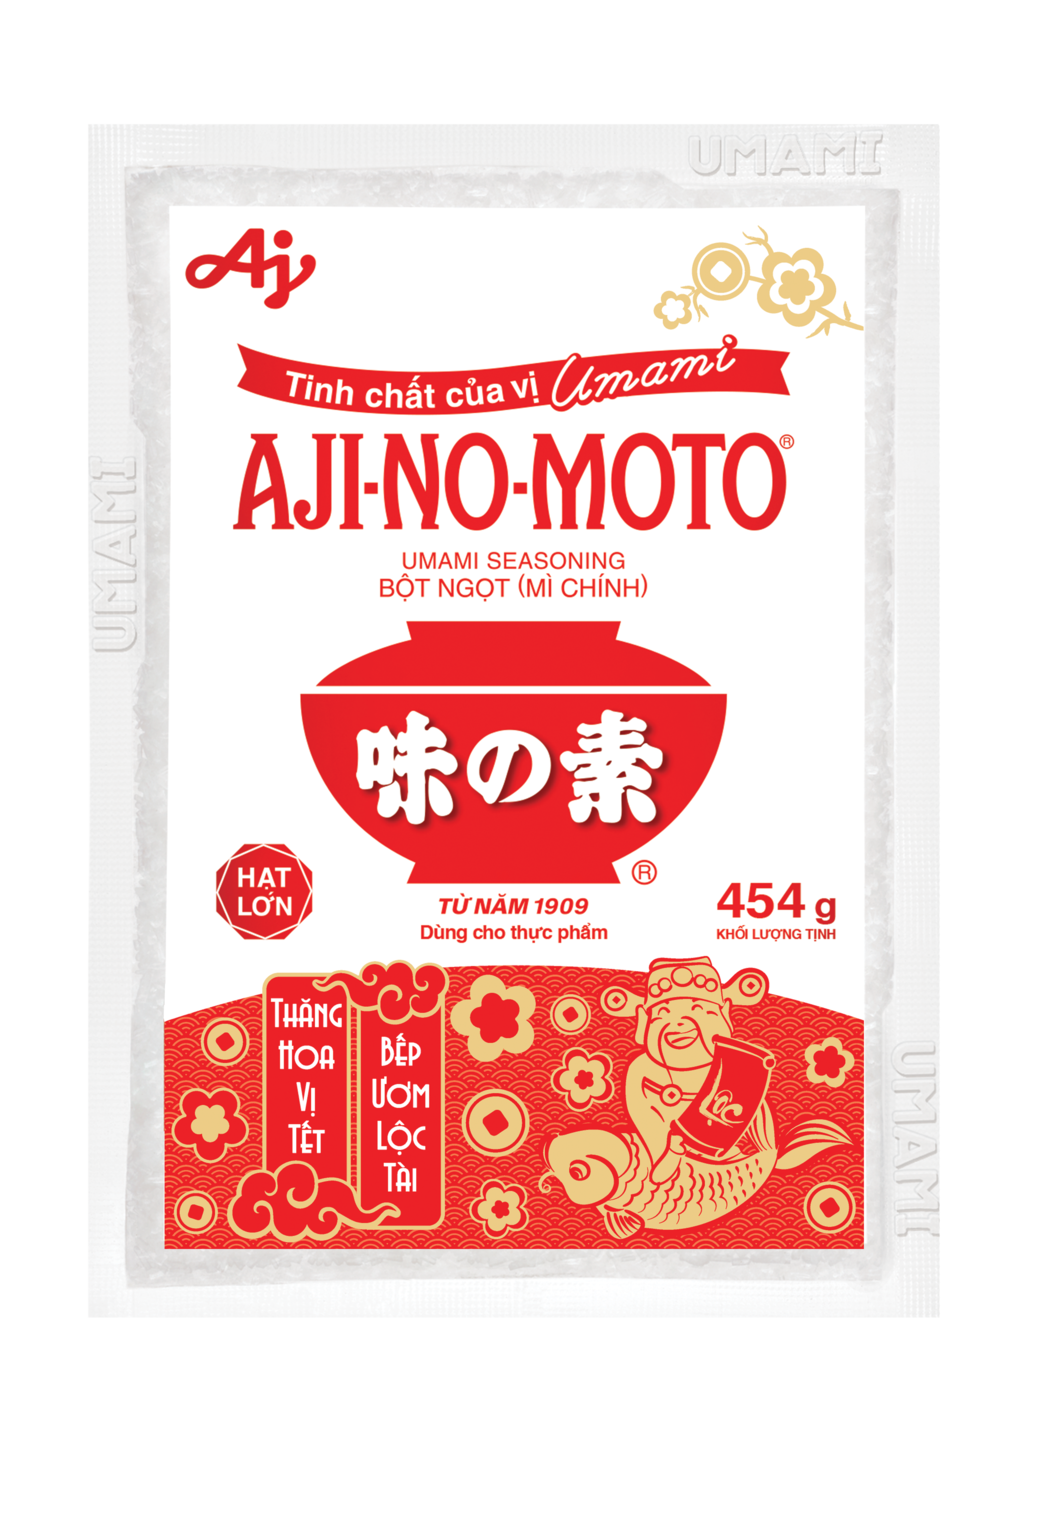 UMAMI
Aj
Tinh chất của vị Umami
AJI-NO-MOTO®
UMAMI SEASONING
BỘT NGỌT (MÌ CHÍNH)
UMAMI
味の素
®
HẠT
LỚN
TỪ NĂM 1909
Dùng cho thực phẩm
454 g
KHỐI LƯỢNG TỊNH
THĂNG
HOA
VỊ
TẾT
BẾP
ƯƠM
LỘC
TÀI
LỘC
UMAMI